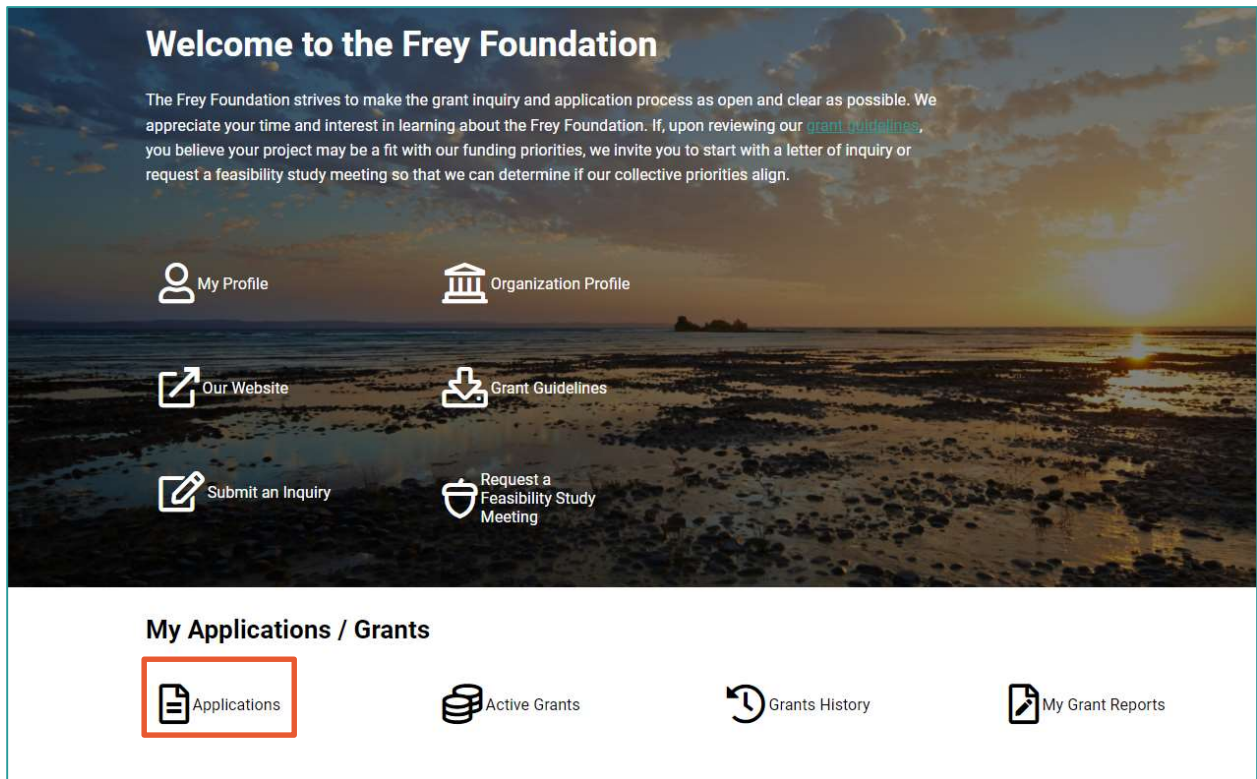 Welcome to the Frey Foundation
The Frey Foundation strives to make the grant inquiry and application process as open and clear as possible. We
appreciate your time and interest in learning about the Frey Foundation. If, upon reviewing our grant guidelines,
you believe your project may be a fit with our funding priorities, we invite you to start with a letter of inquiry or
request a feasibility study meeting so that we can determine if our collective priorities align.
My Profile
Organization Profile
Our Website
Grant Guidelines
Submit an Inquiry
Request a
Feasibility Study
Meeting
My Applications / Grants
Applications
Active Grants
Grants History
My Grant Reports